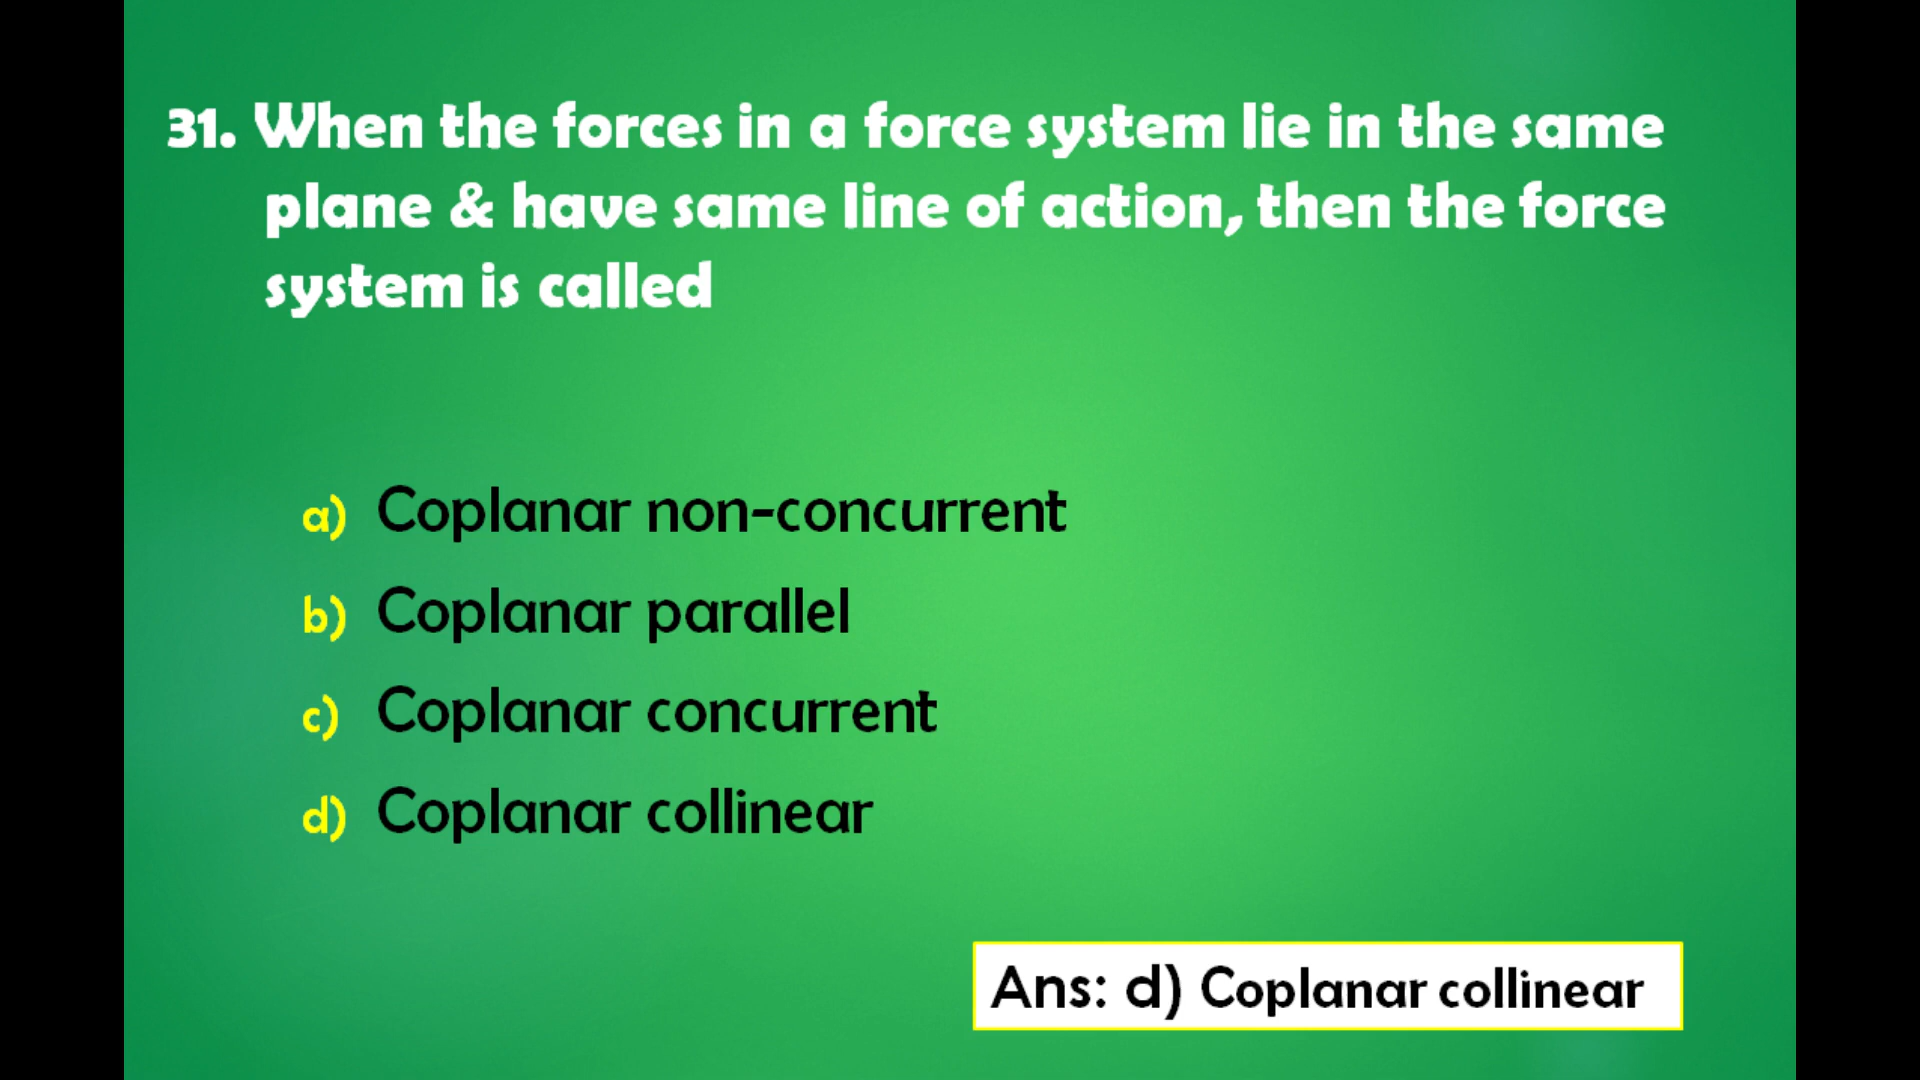 31. When the forces in a force system lie in the same
plane & have same line of action, then the force
system is called
a) Coplanar non-concurrent
b) Coplanar parallel
c) Coplanar concurrent
d) Coplanar collinear
Ans: d) Coplanar collinear